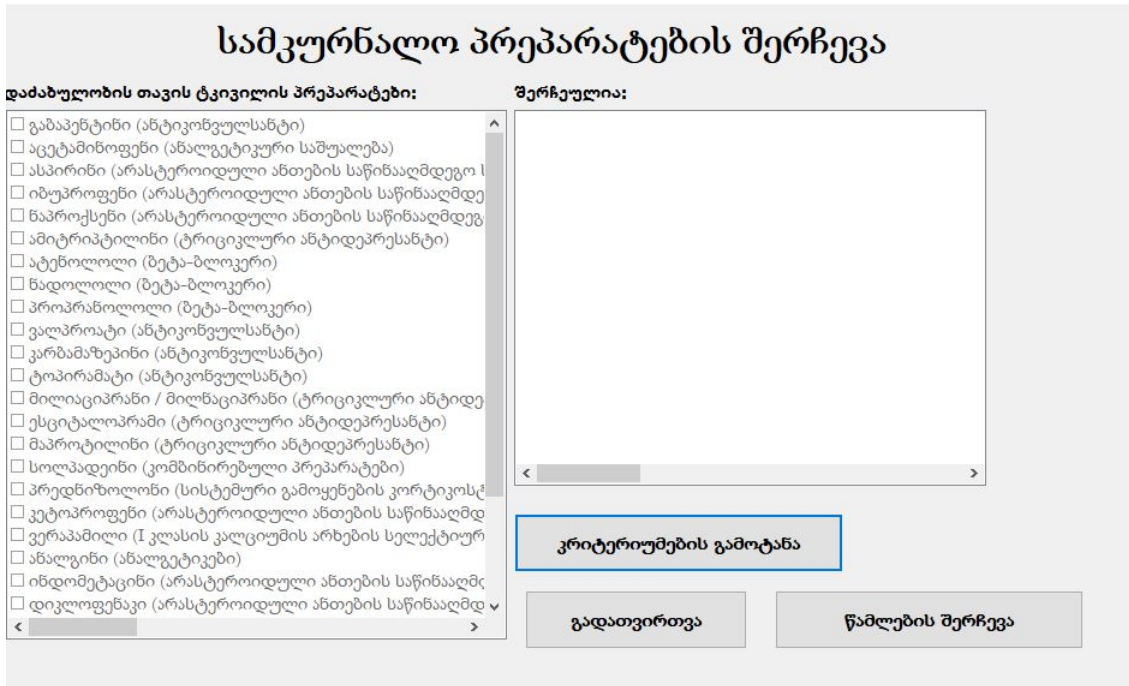 სამკურნალო პრეპარატების შერჩევა
დაძაბულობის თავის ტკივილის პრეპარატები:
გაბაპენტინი (ანტიკონვულსანტი)
აცეტამინოფენი (ანალგეტიკური საშუალება)
ასპირინი (არასტეროიდული ანთების საწინააღმდეგო ს
იბუპროფენი (არასტეროიდული ანთების საწინააღმდე
ნაპროქსენი (არასტეროიდული ანთების საწინააღმდეგ
ამიტრიპტილინი (ტრიციკლური ანტიდეპრესანტი)
ატენოლოლი (ბეტა-ბლოკერი)
ნადოლოლი (ბეტა-ბლოკერი)
პროპრანოლოლი (ბეტა-ბლოკერი)
ვალპროატი (ანტიკონვულსანტი)
კარბამაზეპინი (ანტიკონვულსანტი)
ტოპირამატი (ანტიკონვულსანტი)
მილიაციპრანი / მილნაციპრანი (ტრიციკლური ანტიდე
ესციტალოპრამი (ტრიციკლური ანტიდეპრესანტი)
მაპროტილინი (ტრიციკლური ანტიდეპრესანტი)
სოლპადეინი (კომბინირებული პრეპარატები)
პრედნიზოლონი (სისტემური გამოყენების კორტიკოსტ
კეტოპროფენი (არასტეროიდული ანთების საწინააღმდ
ვერაპამილი (I კლასის კალციუმის არხების სელექტიურ
ანალგინი (ანალგეტიკები)
ინდომეტაცინი (არასტეროიდული ანთების საწინააღმდ
დიკლოფენაკი (არასტეროიდული ანთების საწინააღმდ
შერჩეულია:
კრიტერიუმების გამოტანა
გადათვირთვა
წამლების შერჩევა